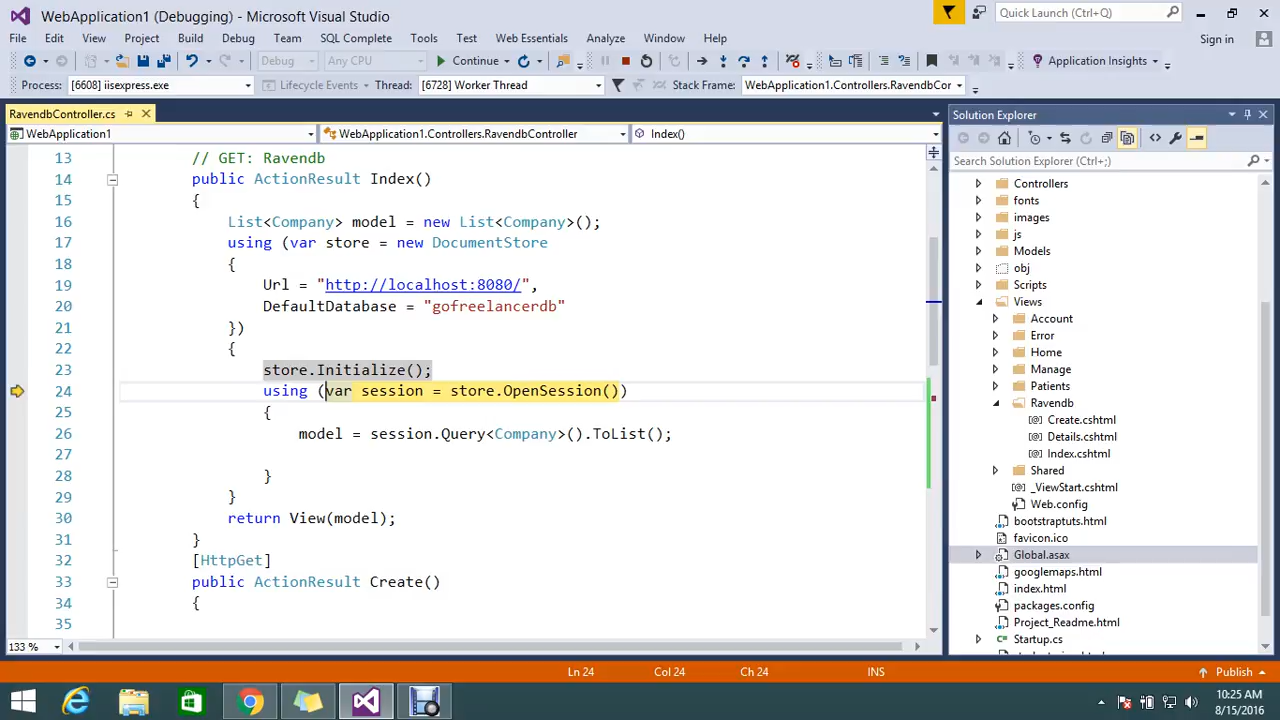 WebApplication1 (Debugging) - Microsoft Visual Studio
Quick Launch (Ctrl+Q)
File Edit View Project Build Debug Team SQL Complete Tools Test Web Essentials Analyze Window Help
Sign in
Debug Any CPU Continue Application Insights
Process: [6608] iisexpress.exe Lifecycle Events Thread: [6728] Worker Thread Stack Frame: WebApplication1.Controllers.RavendbCor
RavendbController.cs
WebApplication1 WebApplication1.Controllers.RavendbController Index()
13 // GET: Ravendb
14 public ActionResult Index()
15 {
16 List<Company> model = new List<Company>();
17 using (var store = new DocumentStore
18 {
19 Url = "http://localhost:8080/",
20 DefaultDatabase = "gofreelancerdb"
21 })
22 {
23 store.Initialize();
24 using (var session = store.OpenSession())
25 {
26 model = session.Query<Company>().ToList();
27
28 }
29 }
30 return View(model);
31 }
32 [HttpGet]
33 public ActionResult Create()
34 {
35
133 %
Solution Explorer
Search Solution Explorer (Ctrl+;)
Controllers
fonts
images
js
Models
obj
Scripts
Views
Account
Error
Home
Manage
Patients
Ravendb
Create.cshtml
Details.cshtml
Index.cshtml
Shared
_ViewStart.cshtml
Web.config
bootstraptuts.html
favicon.ico
Global.asax
googlemaps.html
index.html
packages.config
Project_Readme.html
Startup.cs
Ln 24 Col 24 Ch 24 INS Publish
10:25 AM
8/15/2016